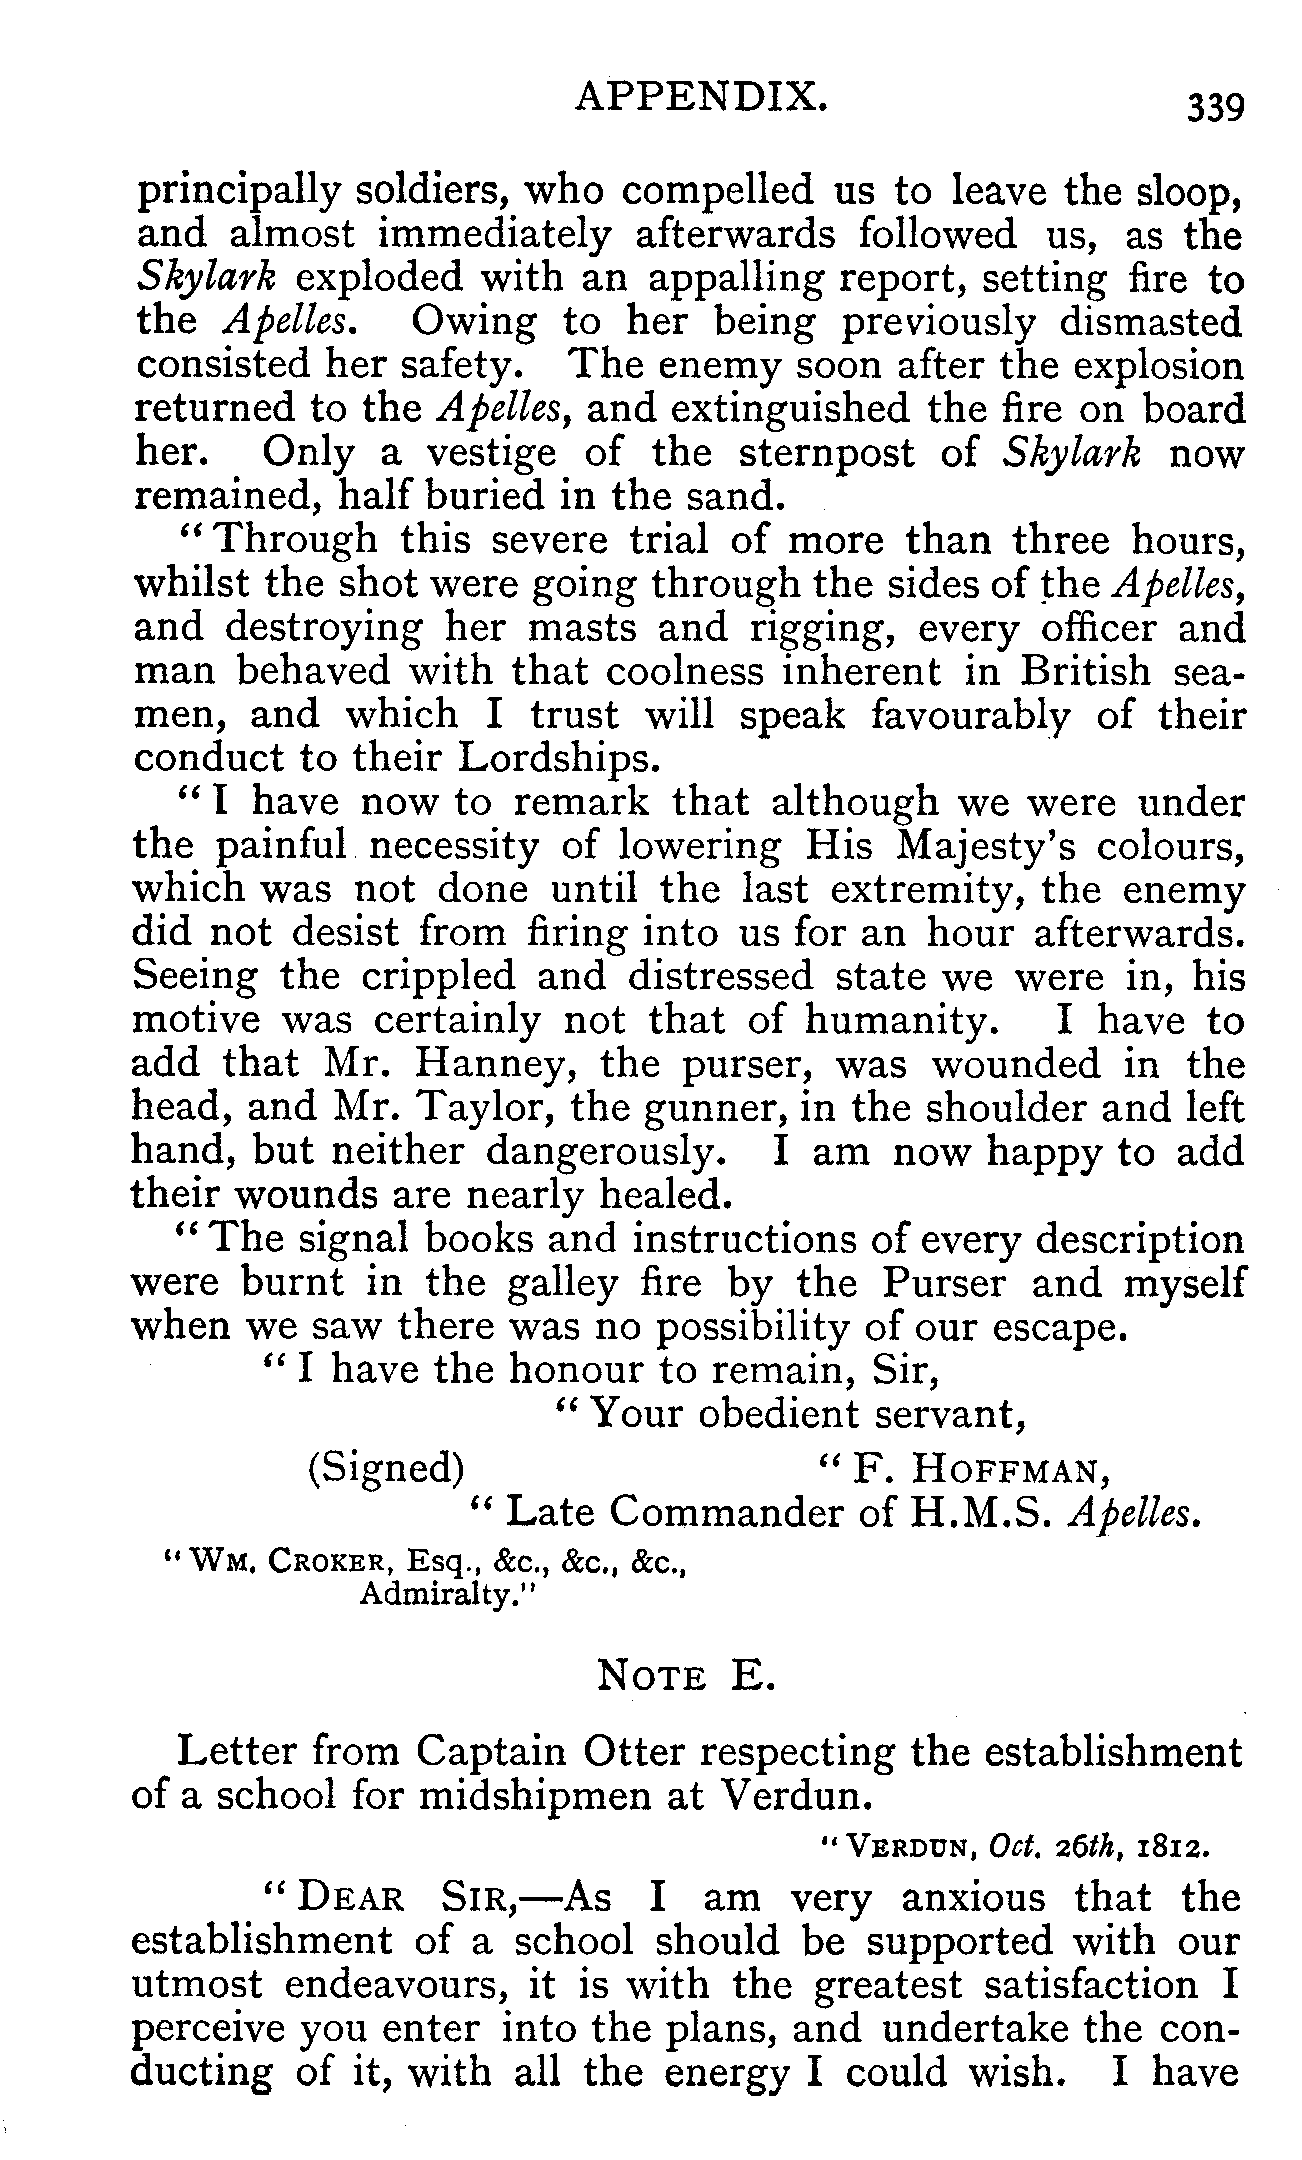 APPENDIX. 339
principally soldiers, who compelled us to leave the sloop,
and almost immediately afterwards followed us, as the
Skylark exploded with an appalling report, setting fire to
the Apelles. Owing to her being previously dismasted
consisted her safety. The enemy soon after the explosion
returned to the Apelles, and extinguished the fire on board
her. Only a vestige of the sternpost of Skylark now
remained, half buried in the sand.
“Through this severe trial of more than three hours,
whilst the shot were going through the sides of the Apelles,
and destroying her masts and rigging, every officer and
man behaved with that coolness inherent in British sea-
men, and which I trust will speak favourably of their
conduct to their Lordships.
“I have now to remark that although we were under
the painful necessity of lowering His Majesty's colours,
which was not done until the last extremity, the enemy
did not desist from firing into us for an hour afterwards.
Seeing the crippled and distressed state we were in, his
motive was certainly not that of humanity. I have to
add that Mr. Hanney, the purser, was wounded in the
head, and Mr. Taylor, the gunner, in the shoulder and left
hand, but neither dangerously. I am now happy to add
their wounds are nearly healed.
“The signal books and instructions of every description
were burnt in the galley fire by the Purser and myself
when we saw there was no possibility of our escape.
“I have the honour to remain, Sir,
“Your obedient servant,
(Signed) “F. HOFFMAN,
“Late Commander of H.M.S. Apelles.
“WM. CROKER, Esq., &c., &c., &c.,
Admiralty.”
NOTE E.
Letter from Captain Otter respecting the establishment
of a school for midshipmen at Verdun.
“VERDUN, Oct. 26th, 1812.
“DEAR SIR,—As I am very anxious that the
establishment of a school should be supported with our
utmost endeavours, it is with the greatest satisfaction I
perceive you enter into the plans, and undertake the con-
ducting of it, with all the energy I could wish. I have